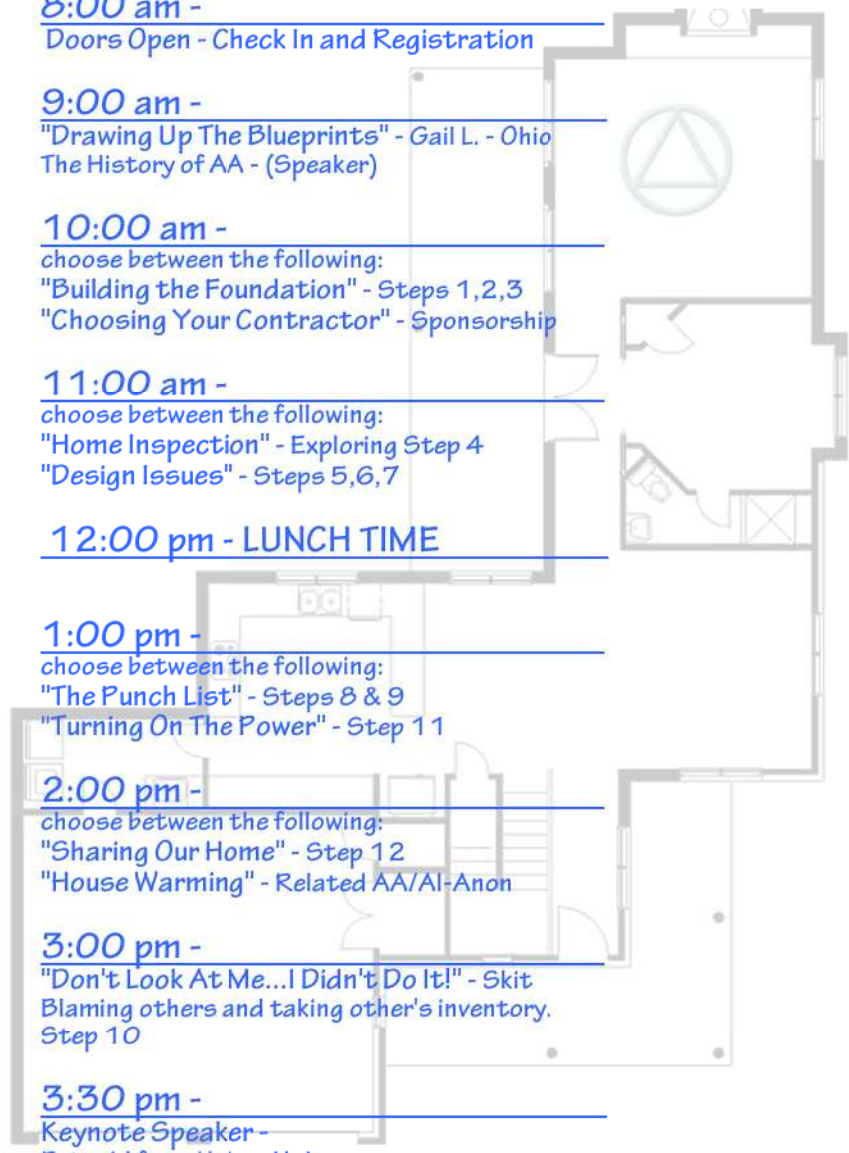 8:00 am -
Doors Open - Check In and Registration
9:00 am -
"Drawing Up The Blueprints" - Gail L. - Ohio
The History of AA - (Speaker)
10:00 am -
choose between the following:
"Building the Foundation" - Steps 1,2,3
"Choosing Your Contractor" - Sponsorship
11:00 am -
choose between the following:
"Home Inspection" - Exploring Step 4
"Design Issues" - Steps 5,6,7
12:00 pm - LUNCH TIME
1:00 pm -
choose between the following:
"The Punch List" - Steps 8 & 9
"Turning On The Power" - Step 11
2:00 pm -
choose between the following:
"Sharing Our Home" - Step 12
"House Warming" - Related AA/Al-Anon
3:00 pm -
"Don't Look At Me...I Didn't Do It!" - Skit
Blaming others and taking other's inventory.
Step 10
3:30 pm -
Keynote Speaker -